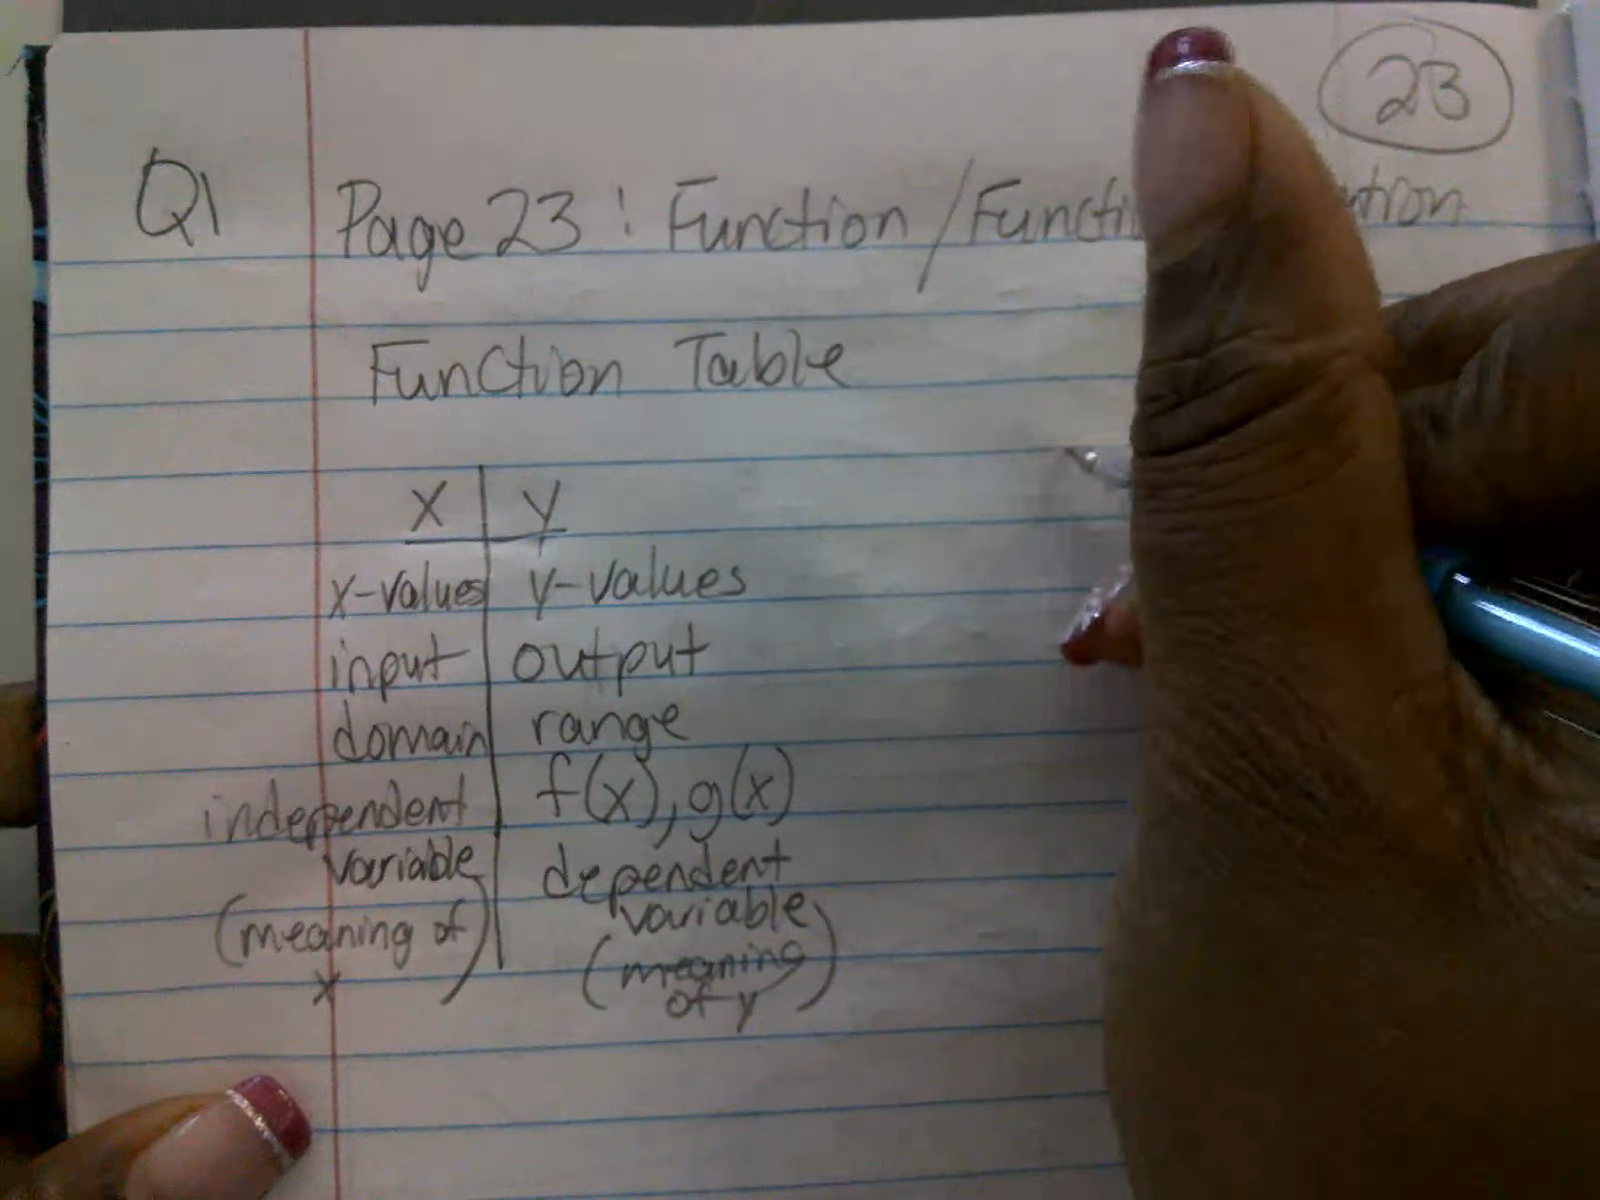 23
Q1 Page 23: Function / Functi
Function Table
x y
x-values y-values
input output
domain range
independent f(x), g(x)
variable dependent
(meaning of variable
x) (meaning
of y)